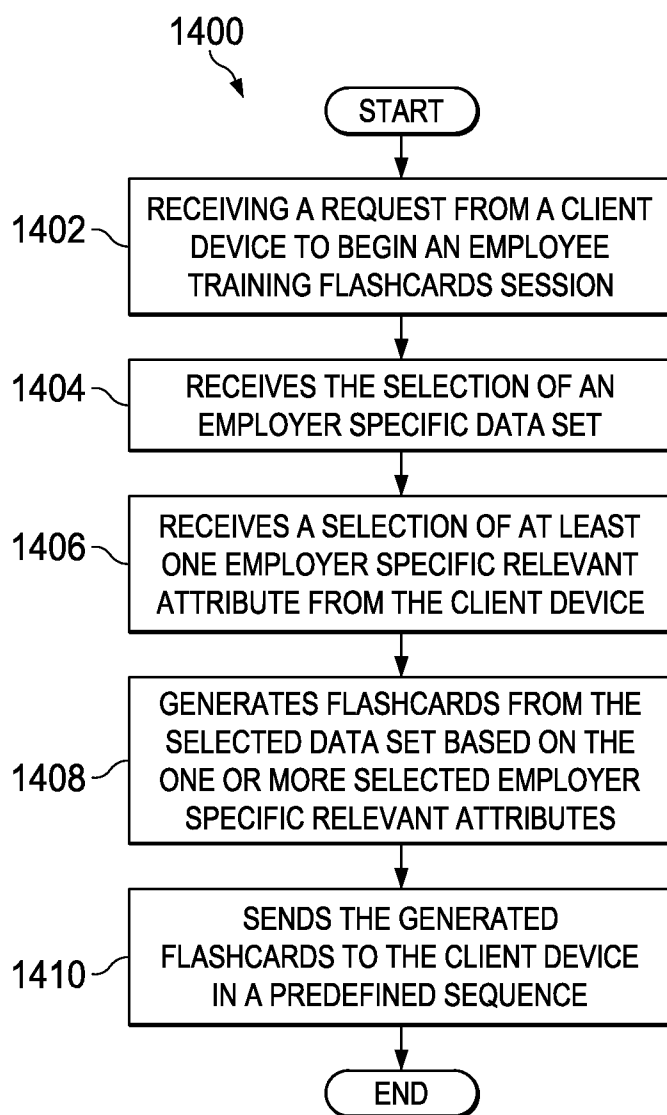 1400
START
1402
RECEIVING A REQUEST FROM A CLIENT
DEVICE TO BEGIN AN EMPLOYEE
TRAINING FLASHCARDS SESSION
1404
RECEIVES THE SELECTION OF AN
EMPLOYER SPECIFIC DATA SET
1406
RECEIVES A SELECTION OF AT LEAST
ONE EMPLOYER SPECIFIC RELEVANT
ATTRIBUTE FROM THE CLIENT DEVICE
1408
GENERATES FLASHCARDS FROM THE
SELECTED DATA SET BASED ON THE
ONE OR MORE SELECTED EMPLOYER
SPECIFIC RELEVANT ATTRIBUTES
1410
SENDS THE GENERATED
FLASHCARDS TO THE CLIENT DEVICE
IN A PREDEFINED SEQUENCE
END